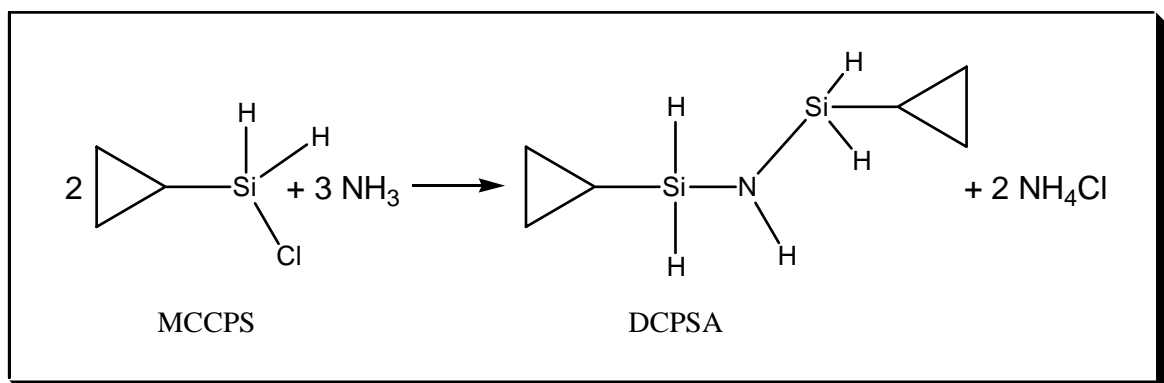 2 Si H H Cl + 3 NH₃ Si H H N H Si H H + 2 NH₄Cl
MCCPS DCPSA